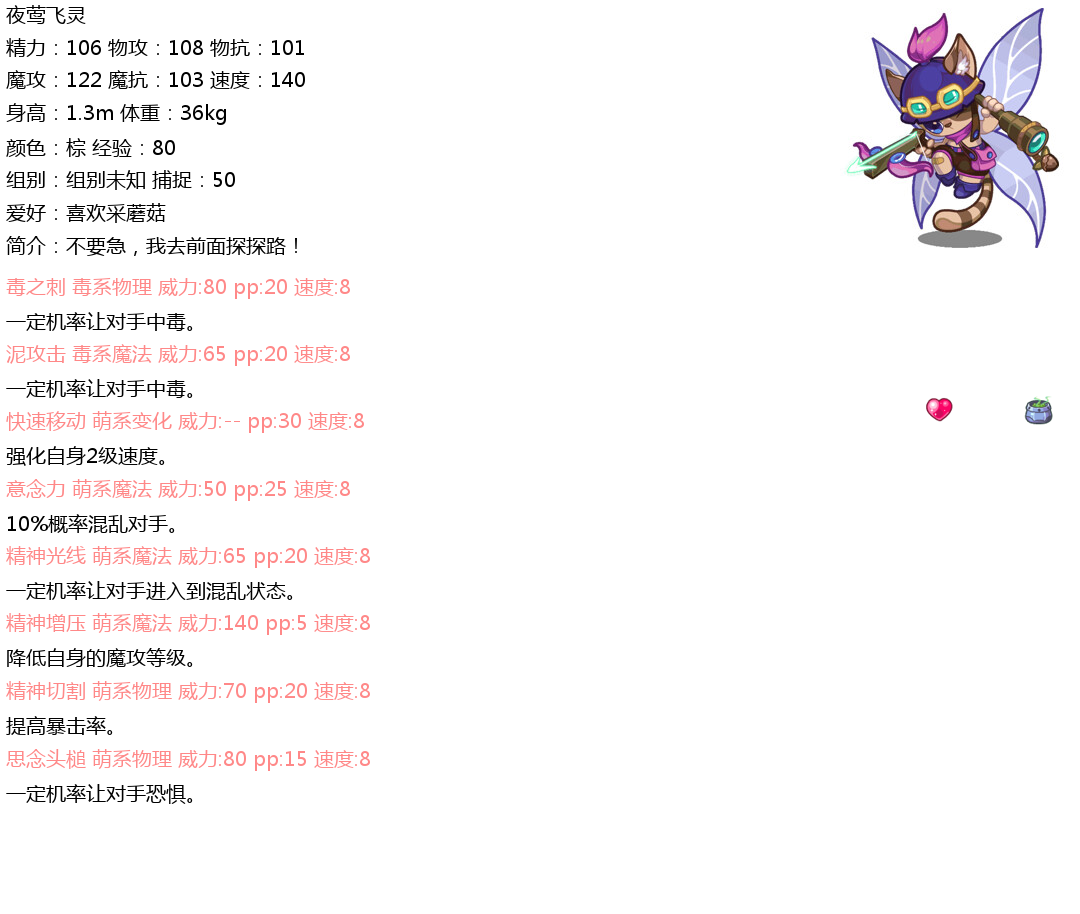 夜莺飞灵
精力：106 物攻：108 物抗：101
魔攻：122 魔抗：103 速度：140
身高：1.3m 体重：36kg
颜色：棕 经验：80
组别：组别未知 捕捉：50
爱好：喜欢采蘑菇
简介：不要急，我去前面探探路！
毒之刺 毒系物理 威力:80 pp:20 速度:8
一定机率让对手中毒。
泥攻击 毒系魔法 威力:65 pp:20 速度:8
一定机率让对手中毒。
快速移动 萌系变化 威力:-- pp:30 速度:8
强化自身2级速度。
意念力 萌系魔法 威力:50 pp:25 速度:8
10%概率混乱对手。
精神光线 萌系魔法 威力:65 pp:20 速度:8
一定机率让对手进入到混乱状态。
精神增压 萌系魔法 威力:140 pp:5 速度:8
降低自身的魔攻等级。
精神切割 萌系物理 威力:70 pp:20 速度:8
提高暴击率。
思念头槌 萌系物理 威力:80 pp:15 速度:8
一定机率让对手恐惧。